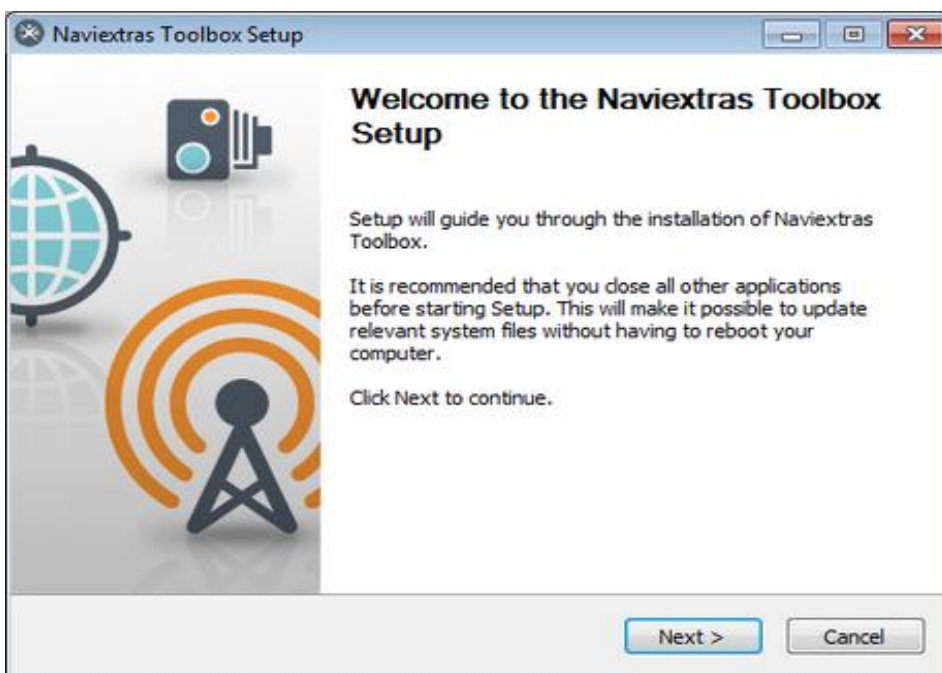 Naviextras Toolbox Setup
Welcome to the Naviextras Toolbox
Setup
Setup will guide you through the installation of Naviextras
Toolbox.
It is recommended that you close all other applications
before starting Setup. This will make it possible to update
relevant system files without having to reboot your
computer.
Click Next to continue.
Next >
Cancel